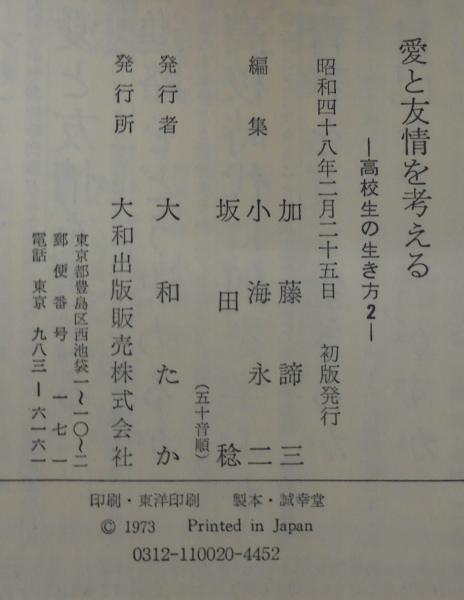 愛と友情を考える
―高校生の生き方2―
昭和四十八年二月二十五日　初版発行
加藤諦三
編集　小海永二
坂田稔
（五十音順）
発行者　大和たか
発行所　大和出版販売株式会社
東京都豊島区西池袋一〜一〇〜二
郵便番号　一七一
電話　東京　九八三―六一六一
印刷・東洋印刷　製本・誠幸堂
© 1973　Printed in Japan
0312-110020-4452